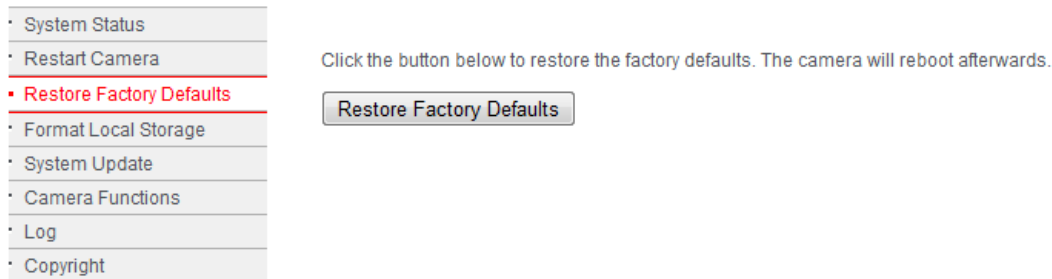 System Status
Restart Camera
Restore Factory Defaults
Format Local Storage
System Update
Camera Functions
Log
Copyright
Click the button below to restore the factory defaults. The camera will reboot afterwards.
Restore Factory Defaults